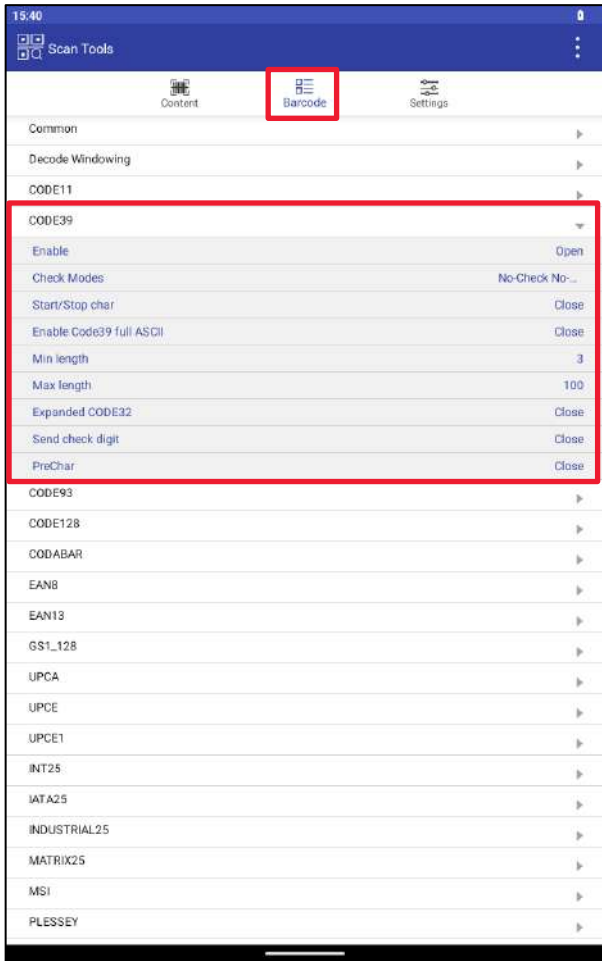 15:40
Scan Tools
Content Barcode Settings
Common
Decode Windowing
CODE11
CODE39
Enable Open
Check Modes No-Check No-...
Start/Stop char Close
Enable Code39 full ASCII Close
Min length 3
Max length 100
Expanded CODE32 Close
Send check digit Close
PreChar Close
CODE93
CODE128
CODABAR
EAN8
EAN13
GS1_128
UPCA
UPCE
UPCE1
INT25
IATA25
INDUSTRIAL25
MATRIX25
MSI
PLESSEY